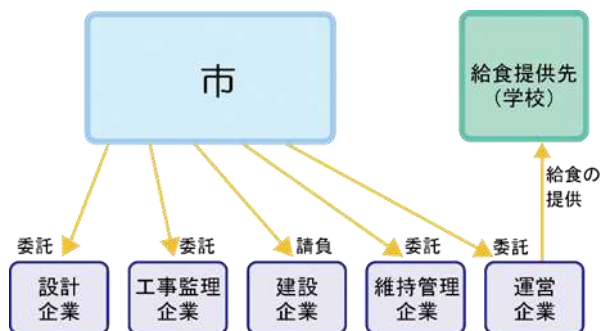 市
給食提供先
（学校）
給食の
提供
委託
委託
請負
委託
委託
設計
企業
工事監理
企業
建設
企業
維持管理
企業
運営
企業